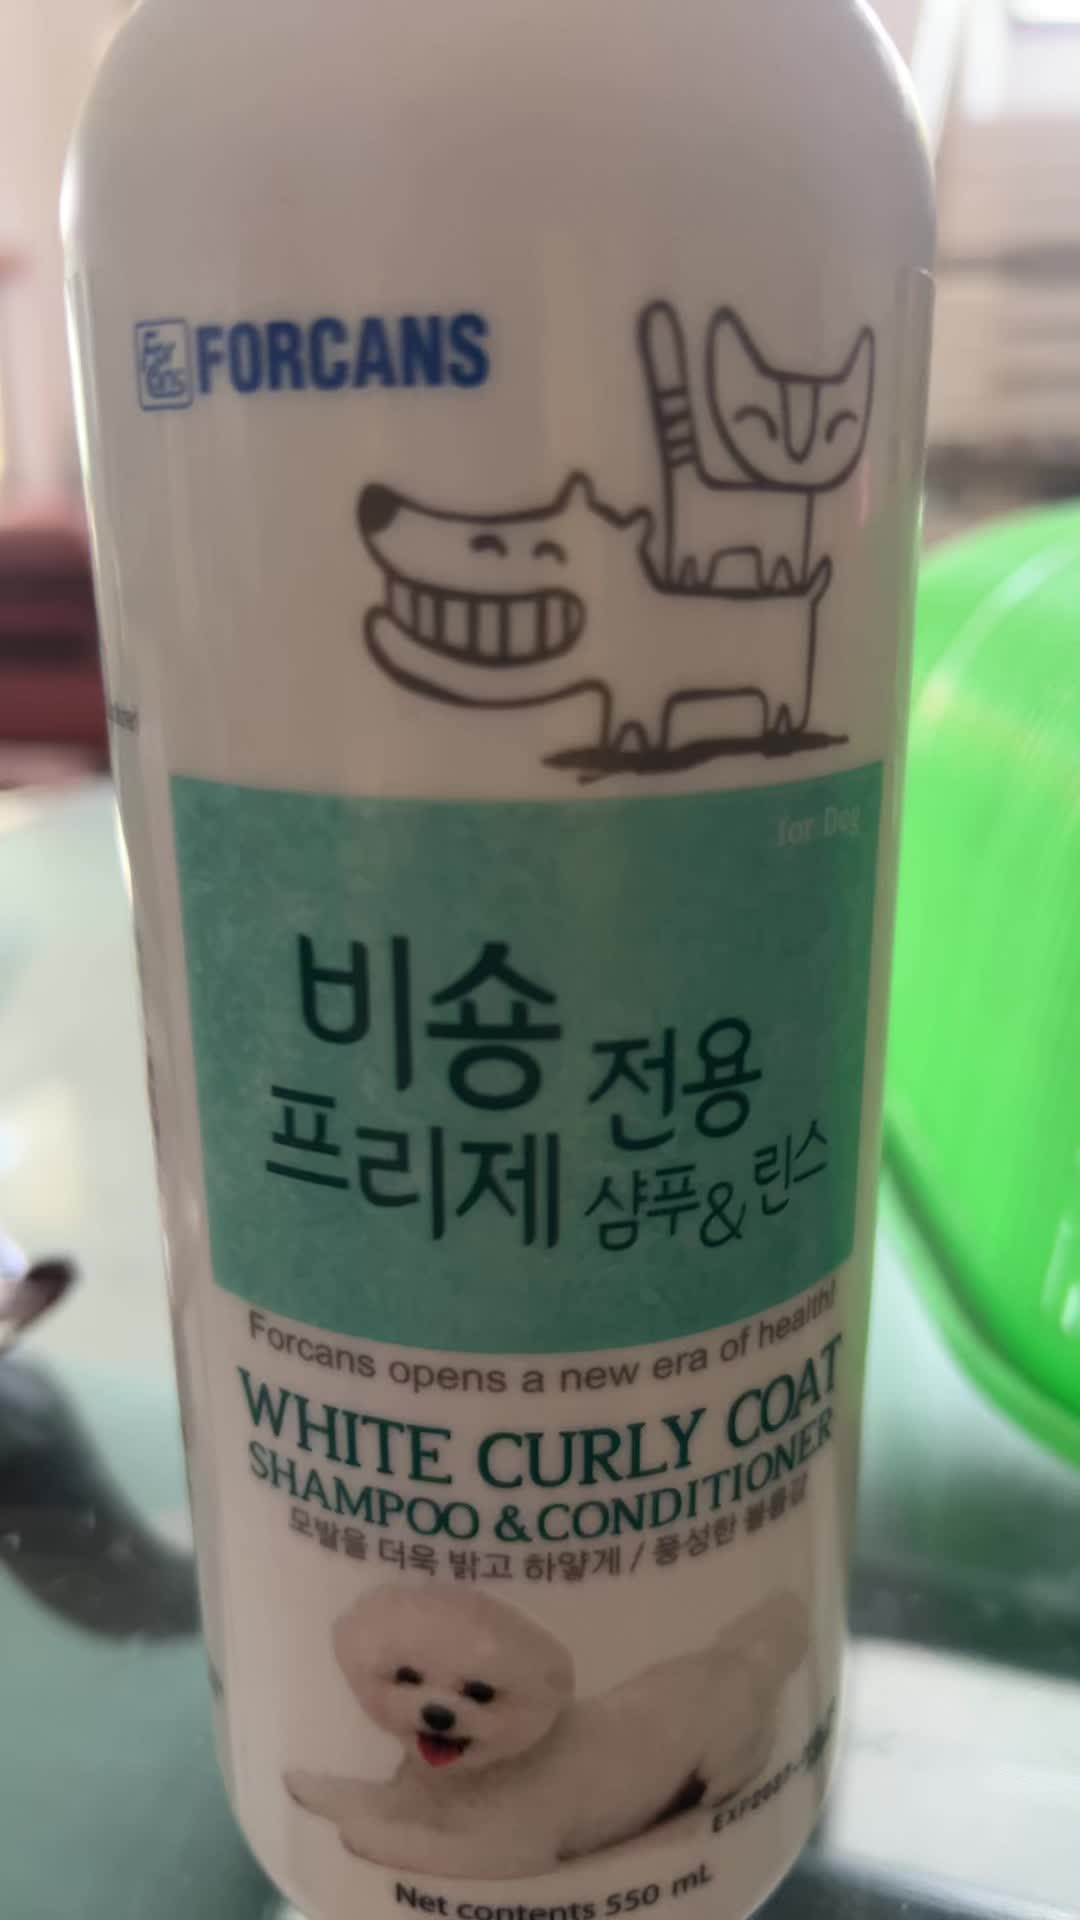 For
cans
FORCANS
for Dog
비숑
프리제
전용
샴푸&린스
Forcans opens a new era of health!
WHITE CURLY COAT
SHAMPOO & CONDITIONER
모발을 더욱 밝고 하얗게 / 풍성한 볼륨감
Net contents 550 mL